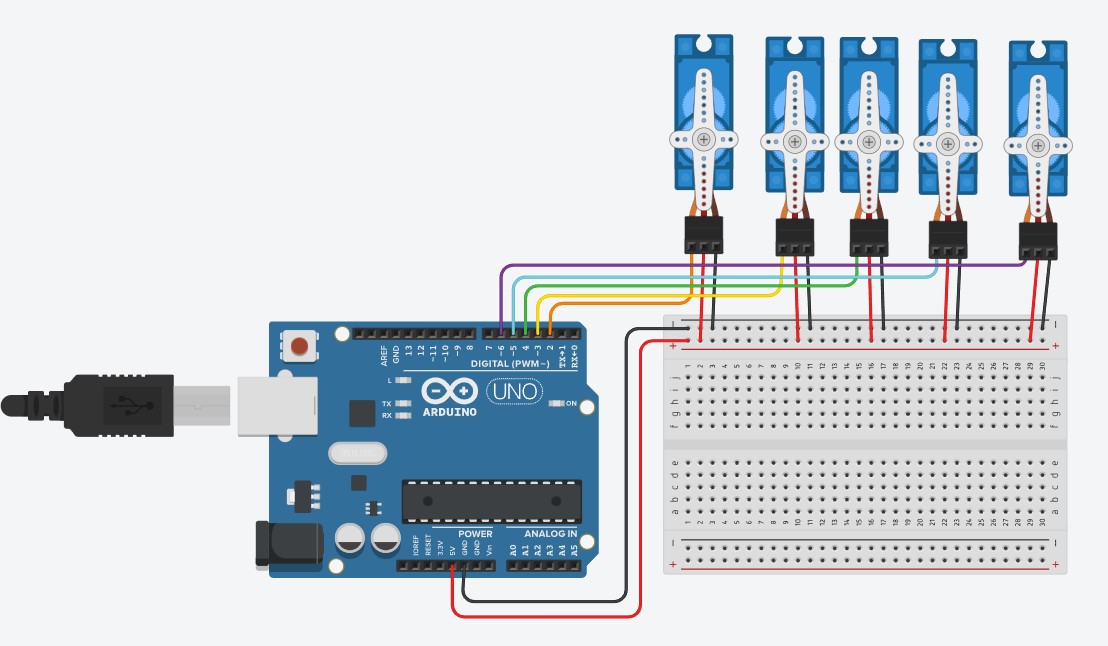 AREF
GND
13
12
~11
~10
~9
8
7
~6
~5
4
~3
2
TX→1
RX←0
DIGITAL (PWM~)
L
TX
RX
UNO
ARDUINO
ON
POWER
ANALOG IN
IOREF
RESET
3.3V
5V
GND
GND
Vin
A0
A1
A2
A3
A4
A5
− −
+ +
1 2 3 4 5 6 7 8 9 10 11 12 13 14 15 16 17 18 19 20 21 22 23 24 25 26 27 28 29 30
j j
i i
h h
g g
f f
e e
d d
c c
b b
a a
1 2 3 4 5 6 7 8 9 10 11 12 13 14 15 16 17 18 19 20 21 22 23 24 25 26 27 28 29 30
− −
+ +